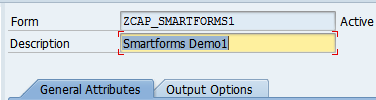 Form ZCAP_SMARTFORMS1 Active
Description Smartforms Demo1
General Attributes Output Options